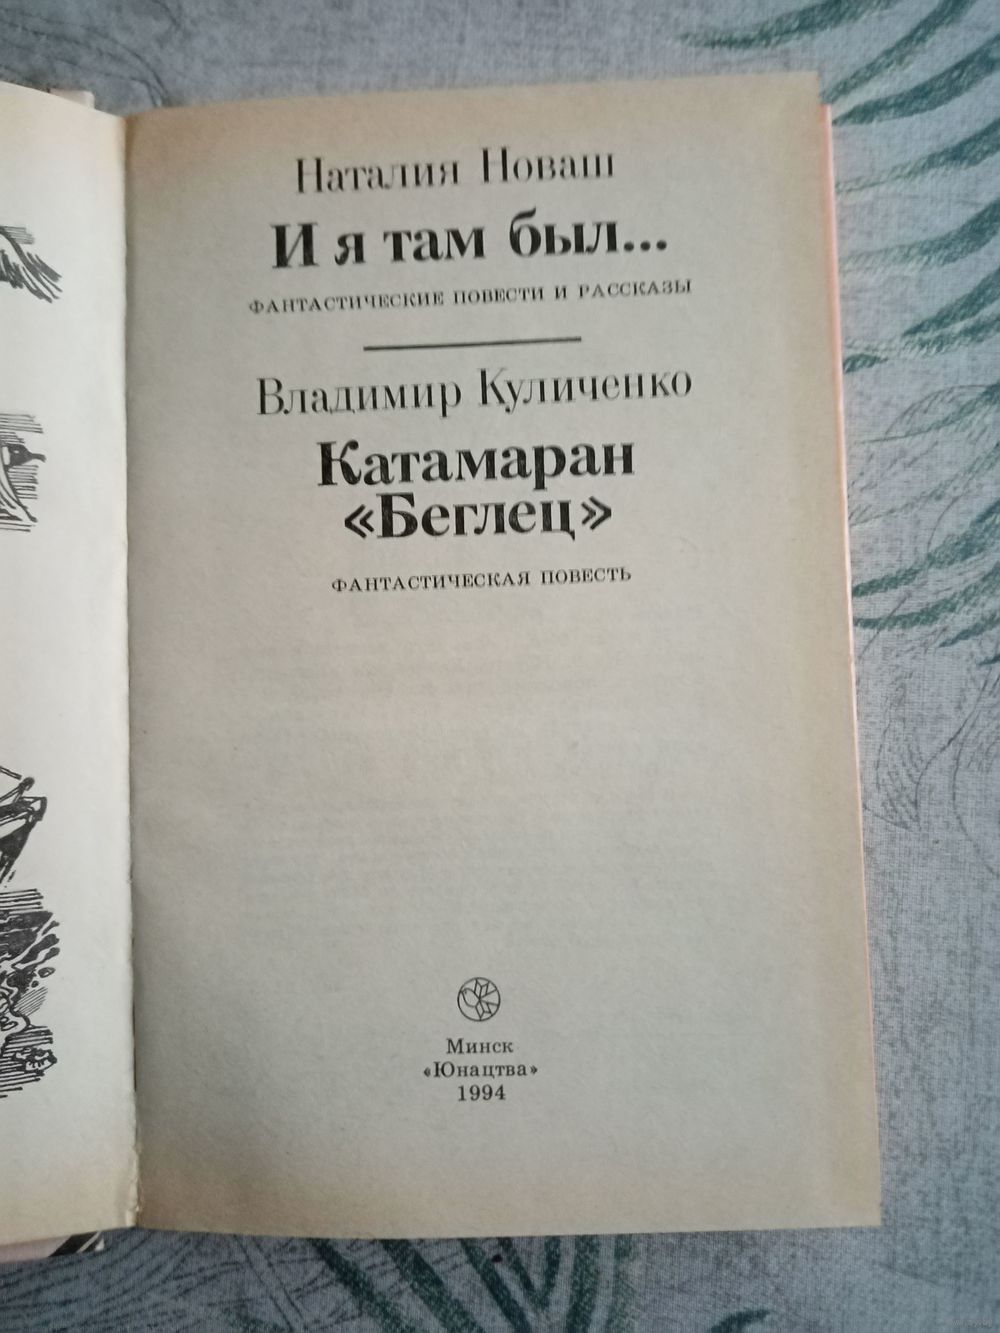 Наталия Новаш
И я там был...
ФАНТАСТИЧЕСКИЕ ПОВЕСТИ И РАССКАЗЫ
Владимир Куличенко
Катамаран
«Беглец»
ФАНТАСТИЧЕСКАЯ ПОВЕСТЬ
Минск
«Юнацтва»
1994